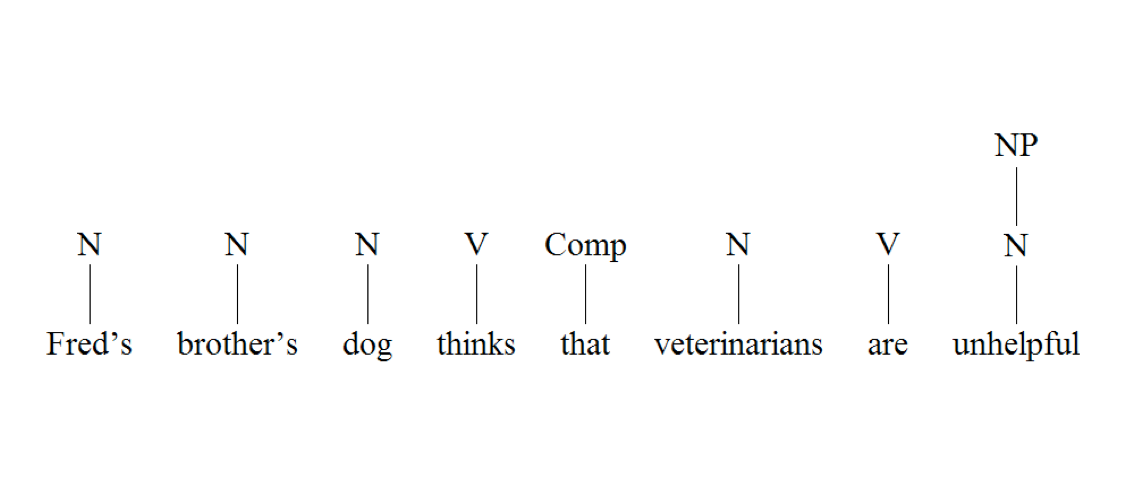 NP
N N N V Comp N V N
Fred’s brother’s dog thinks that veterinarians are unhelpful